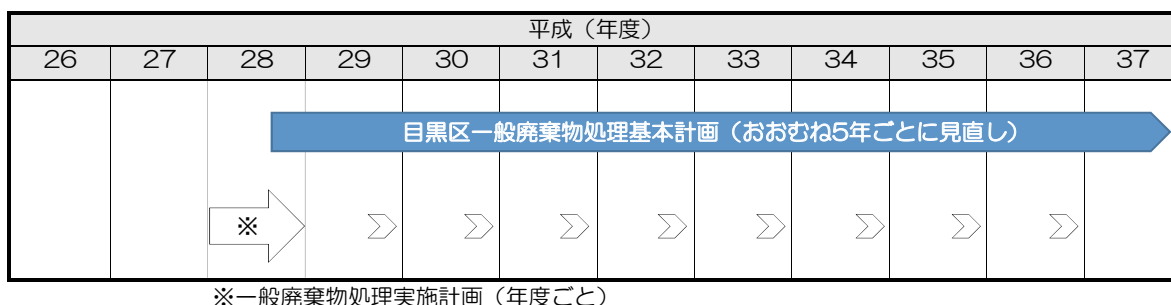 平成（年度）
26 27 28 29 30 31 32 33 34 35 36 37
目黒区一般廃棄物処理基本計画（おおむね5年ごとに見直し）
※
※一般廃棄物処理実施計画（年度ごと）